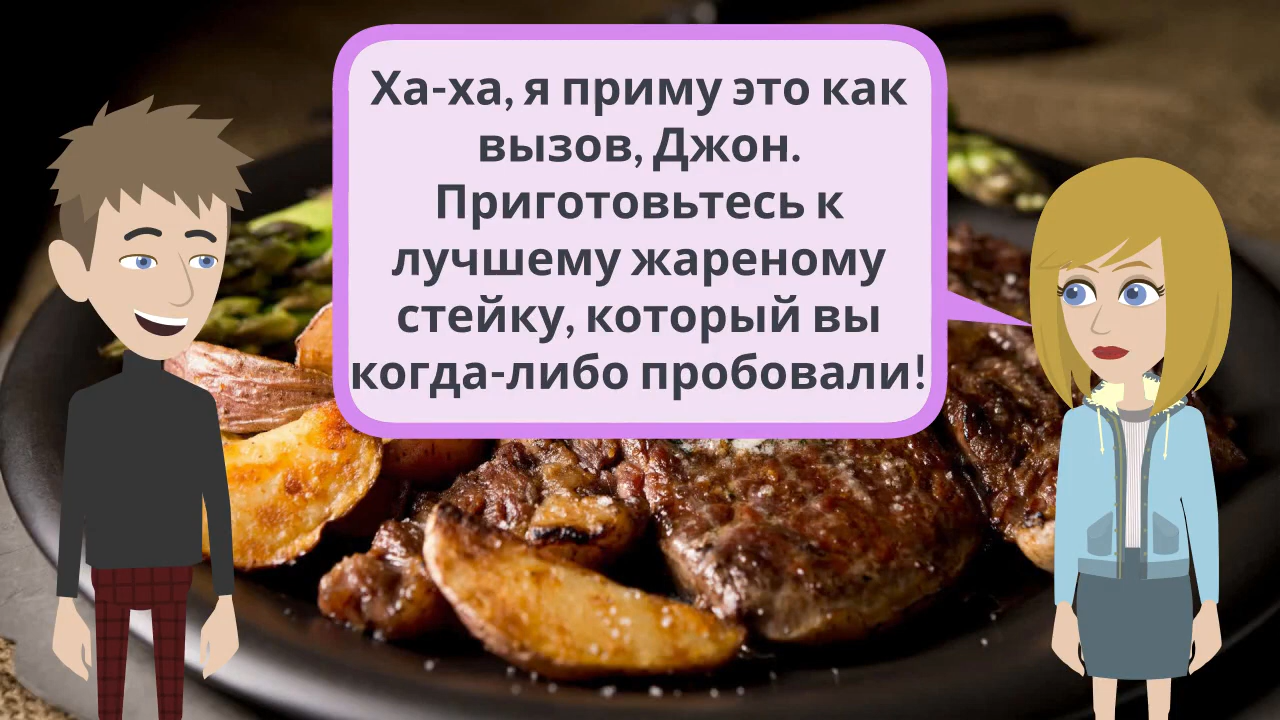 Ха-ха, я приму это как
вызов, Джон.
Приготовьтесь к
лучшему жареному
стейку, который вы
когда-либо пробовали!